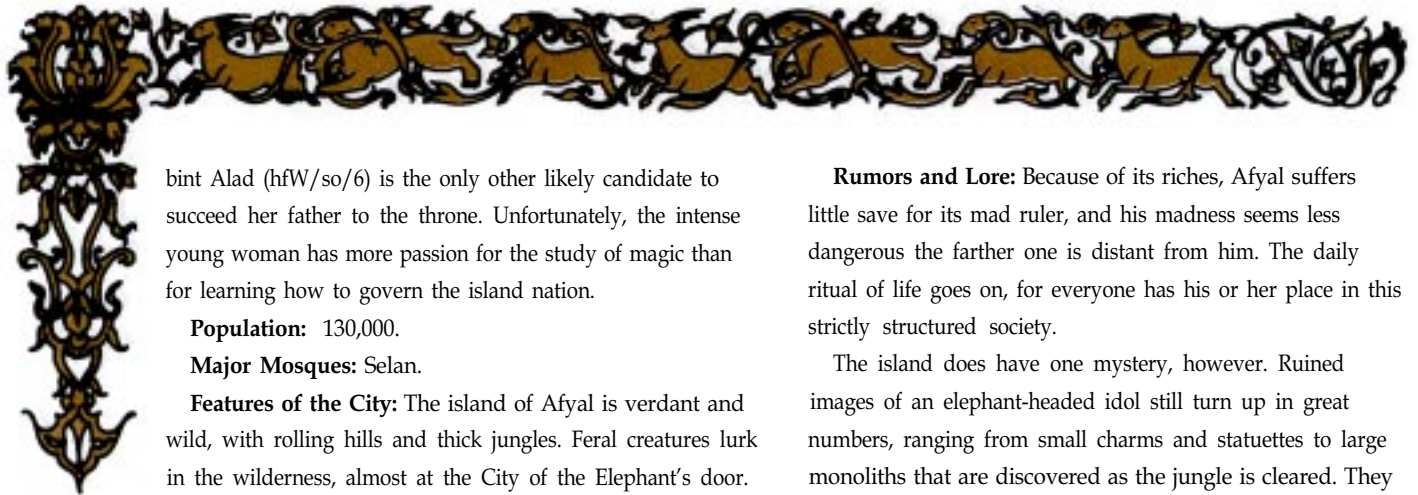 bint Alad (hfW/so/6) is the only other likely candidate to
succeed her father to the throne. Unfortunately, the intense
young woman has more passion for the study of magic than
for learning how to govern the island nation.
Population: 130,000.
Major Mosques: Selan.
Features of the City: The island of Afyal is verdant and
wild, with rolling hills and thick jungles. Feral creatures lurk
in the wilderness, almost at the City of the Elephant's door.
Rumors and Lore: Because of its riches, Afyal suffers
little save for its mad ruler, and his madness seems less
dangerous the farther one is distant from him. The daily
ritual of life goes on, for everyone has his or her place in this
strictly structured society.
The island does have one mystery, however. Ruined
images of an elephant-headed idol still turn up in great
numbers, ranging from small charms and statuettes to large
monoliths that are discovered as the jungle is cleared. They